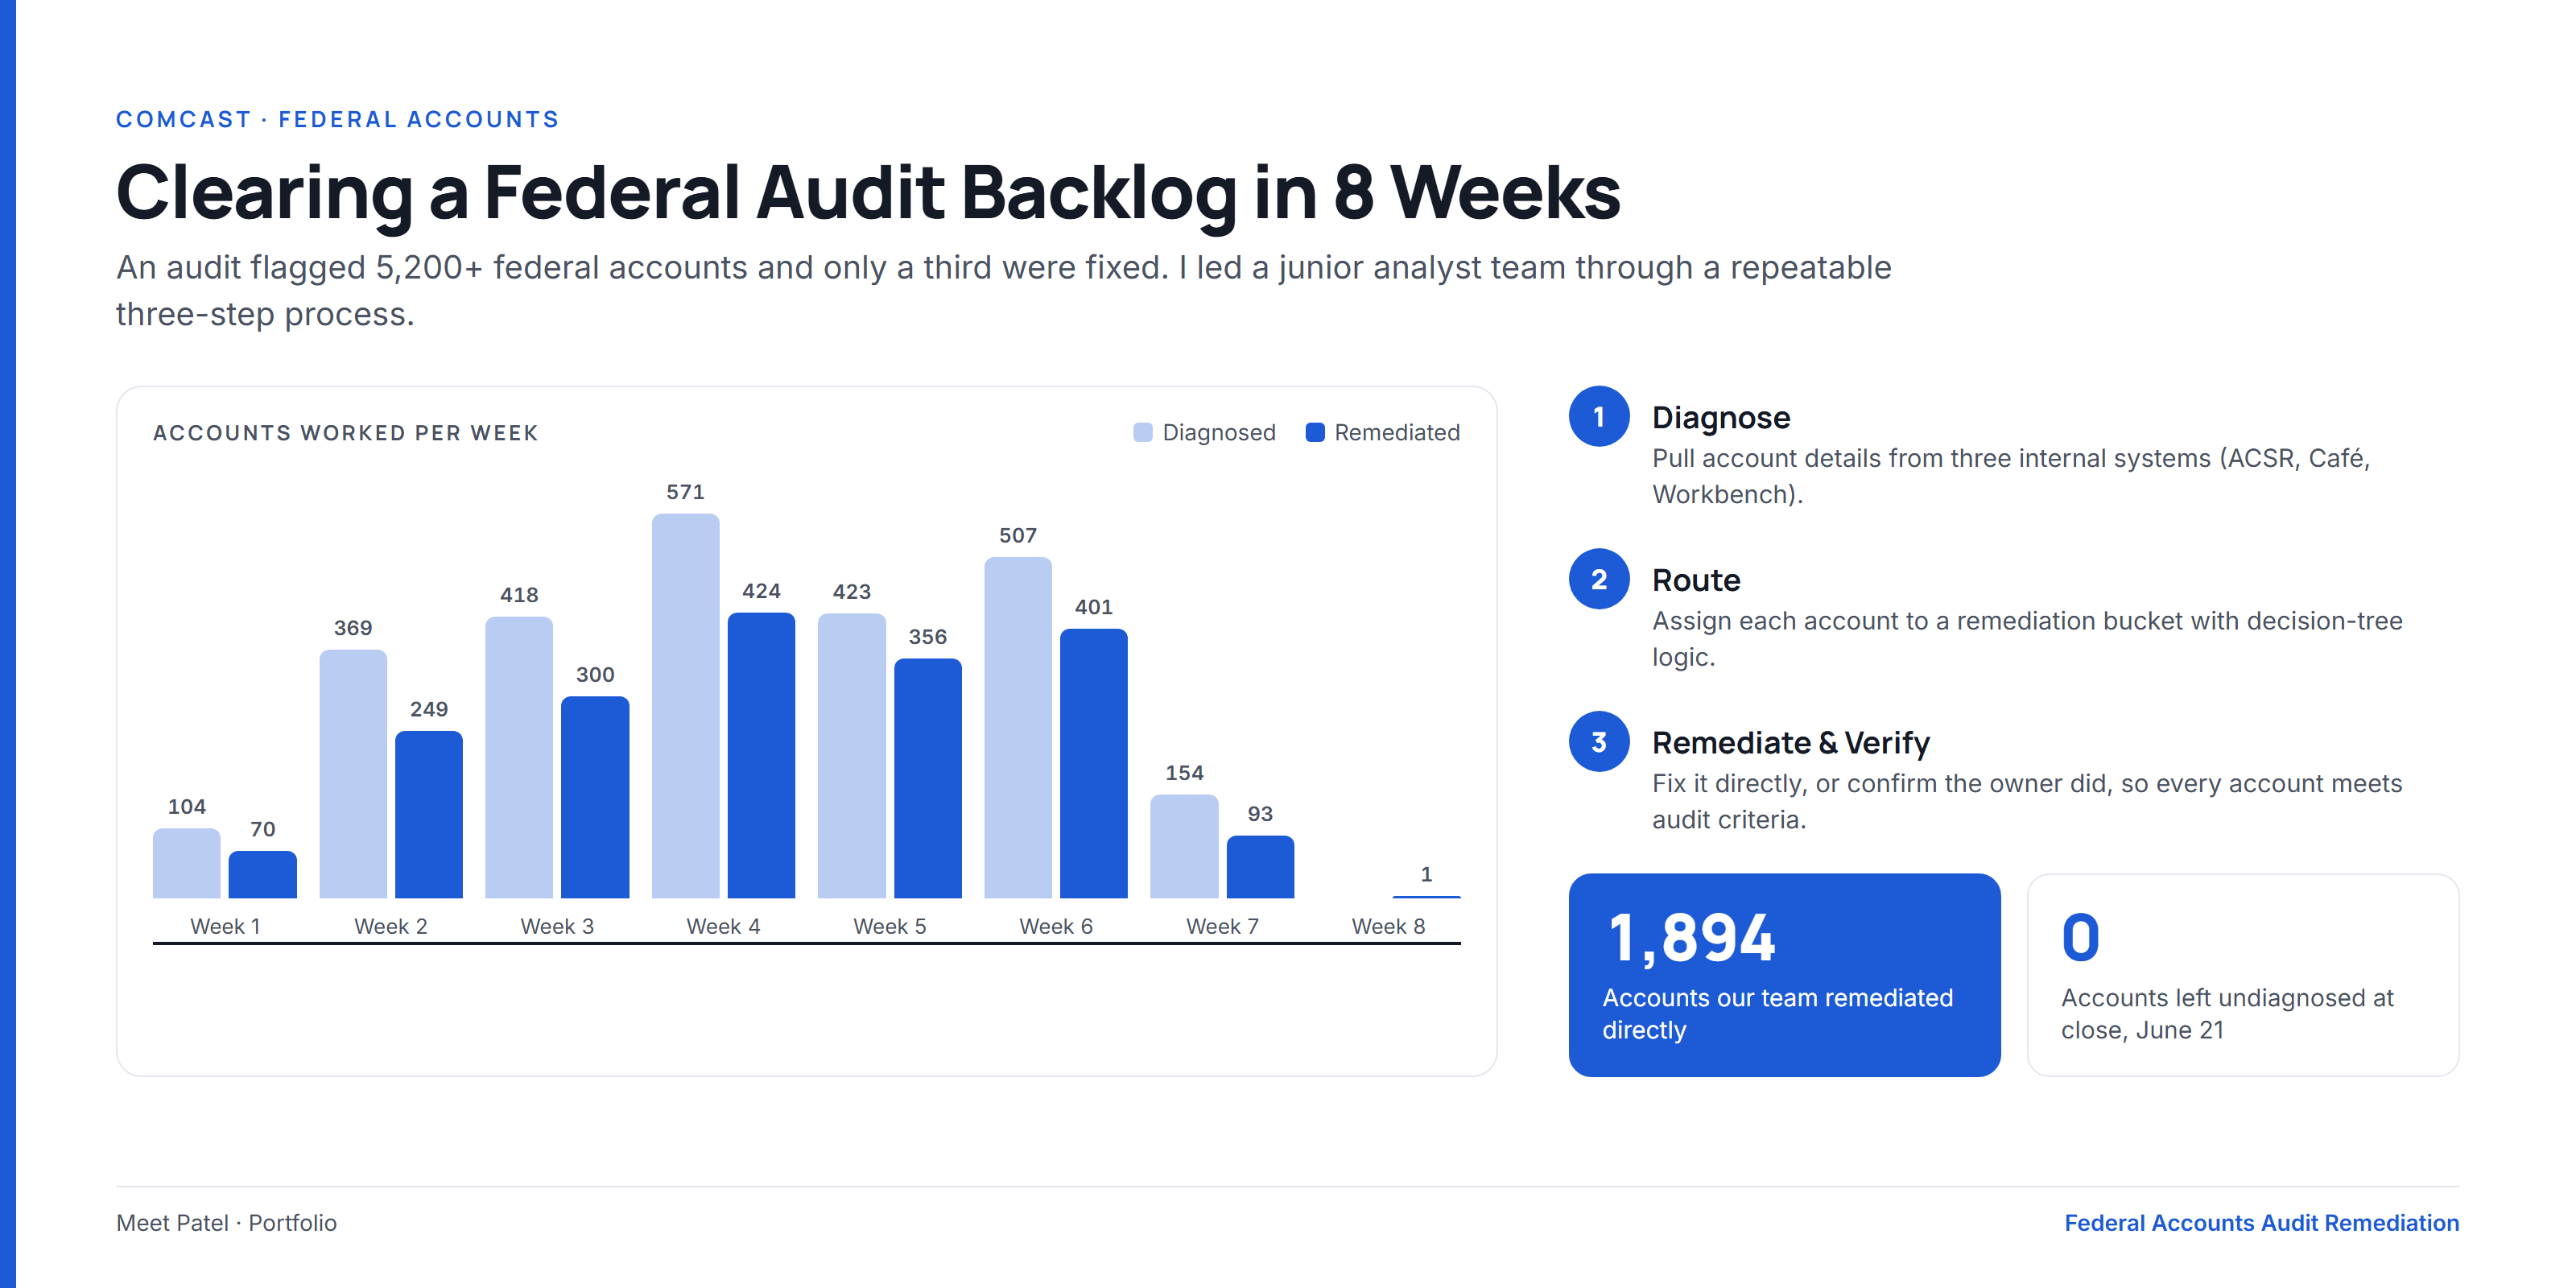 COMCAST · FEDERAL ACCOUNTS
Clearing a Federal Audit Backlog in 8 Weeks
An audit flagged 5,200+ federal accounts and only a third were fixed. I led a junior analyst team through a repeatable
three-step process.
ACCOUNTS WORKED PER WEEK
Diagnosed
Remediated
104
70
369
249
418
300
571
424
423
356
507
401
154
93
1
Week 1
Week 2
Week 3
Week 4
Week 5
Week 6
Week 7
Week 8
1
Diagnose
Pull account details from three internal systems (ACSR, Café,
Workbench).
2
Route
Assign each account to a remediation bucket with decision-tree
logic.
3
Remediate & Verify
Fix it directly, or confirm the owner did, so every account meets
audit criteria.
1,894
Accounts our team remediated
directly
0
Accounts left undiagnosed at
close, June 21
Meet Patel · Portfolio
Federal Accounts Audit Remediation